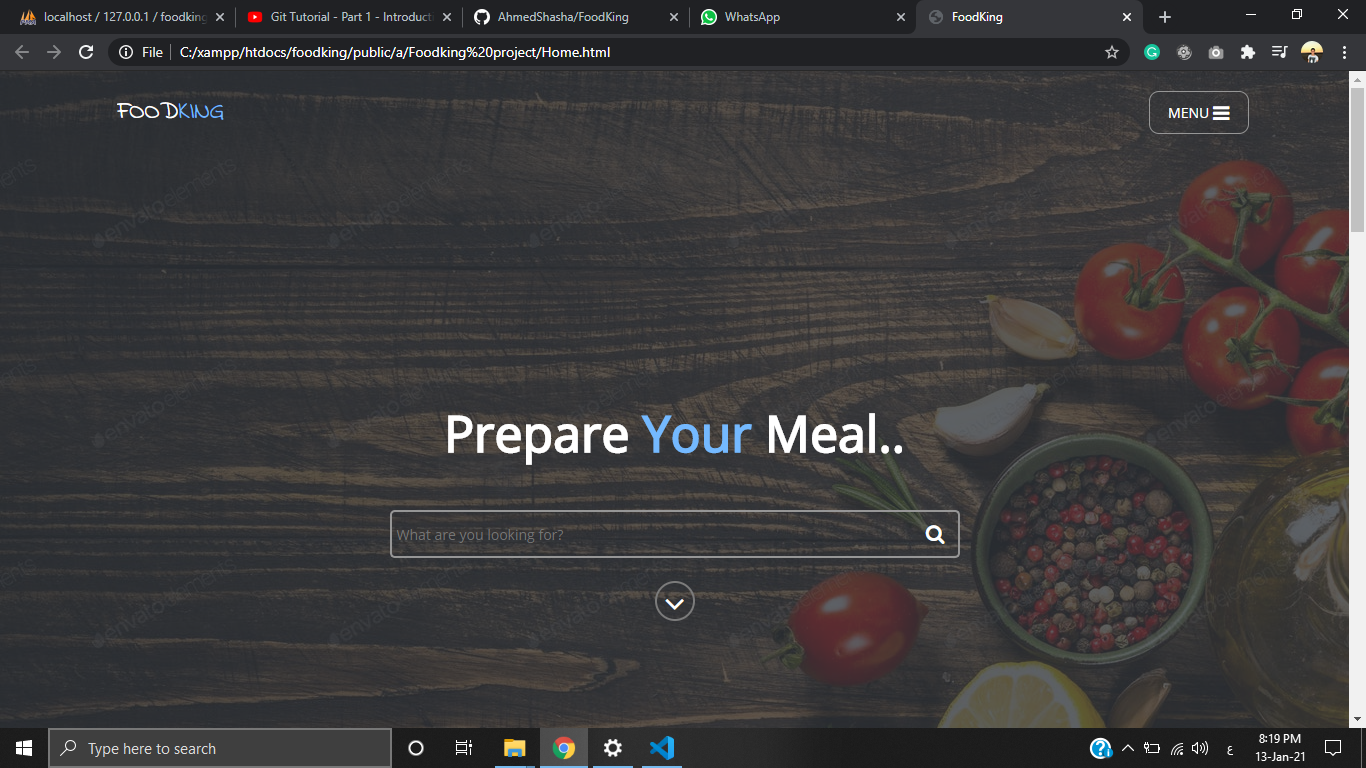 localhost / 127.0.0.1 / foodking
Git Tutorial - Part 1 - Introducti
AhmedShasha/FoodKing
WhatsApp
FoodKing
File
C:/xampp/htdocs/foodking/public/a/Foodking%20project/Home.html
FOODKING
MENU
envatoelements
Prepare Your Meal..
What are you looking for?
Type here to search
ع
8:19 PM
13-Jan-21